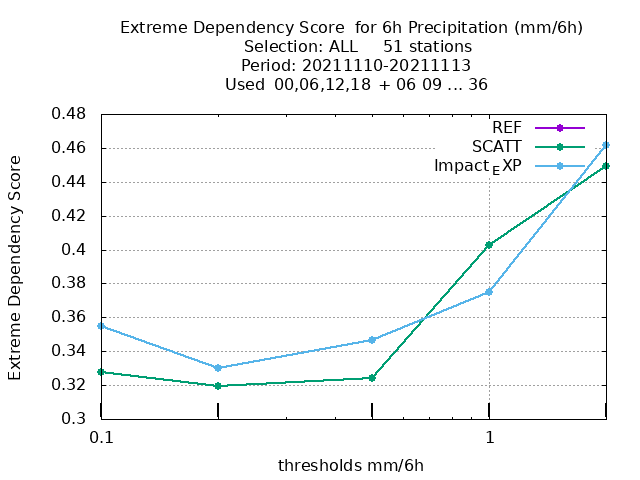 Extreme Dependency Score  for 6h Precipitation (mm/6h)
Selection: ALL     51 stations
Period: 20211110-20211113
Used  00,06,12,18  + 06 09 ... 36
0.48
0.46
0.44
0.42
0.4
0.38
0.36
0.34
0.32
0.3
Extreme Dependency Score
REF
SCATT
Impact_EXP
0.1
1
thresholds mm/6h